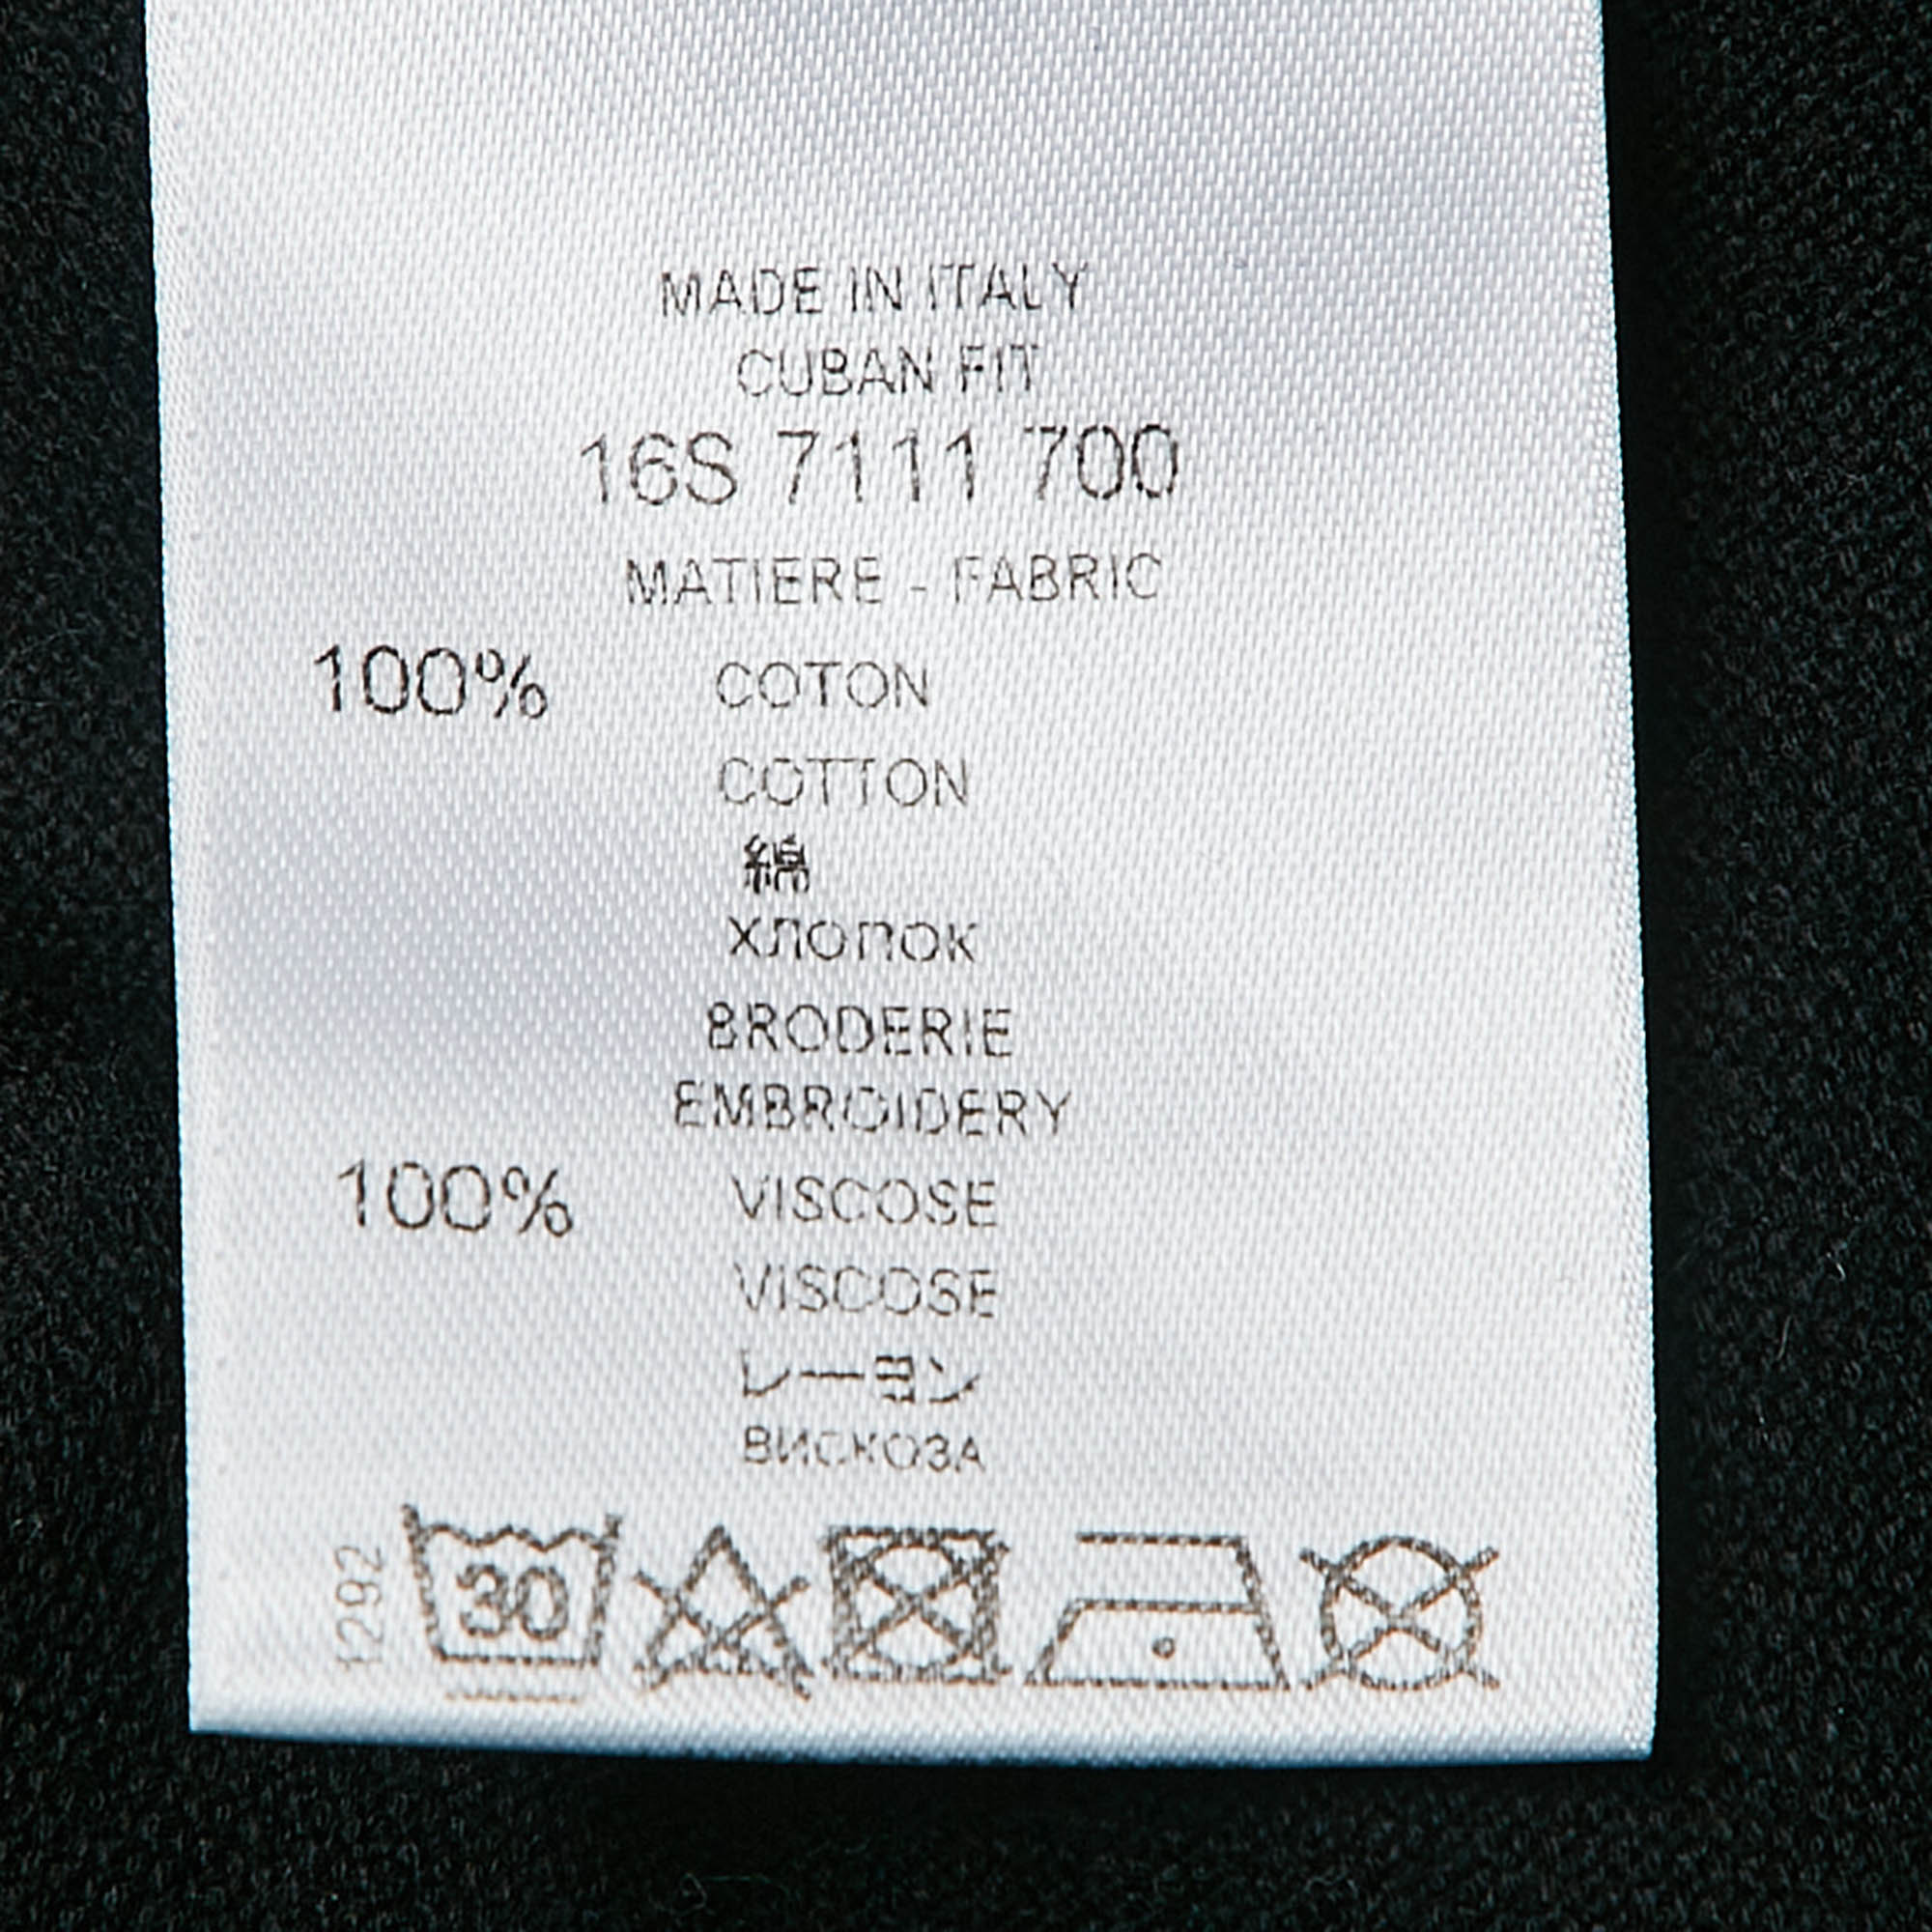 MADE IN ITALY
CUBAN FIT
16S 7111 700
MATIERE - FABRIC
100% COTON
COTTON
綿
ХЛОПОК
BRODERIE
EMBROIDERY
100% VISCOSE
VISCOSE
レーヨン
ВИСКОЗА
1292
30